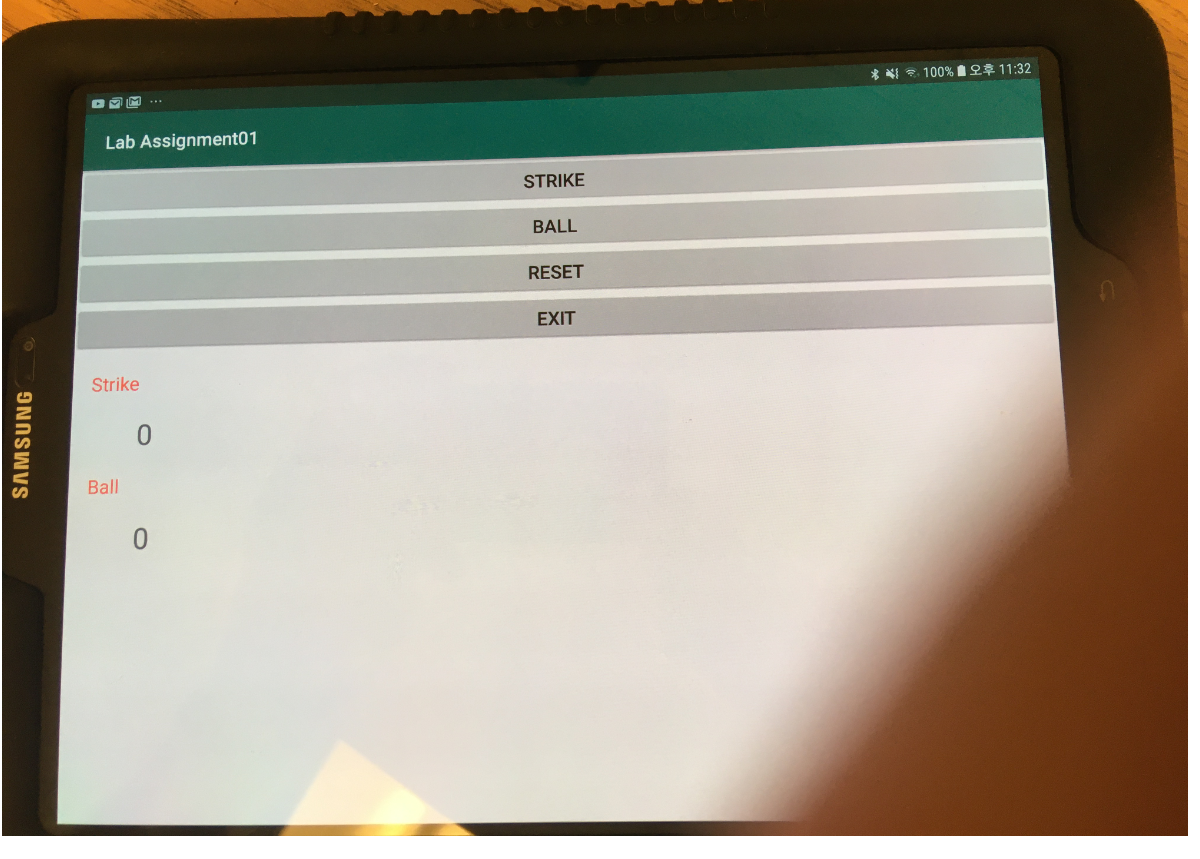 100% 오후 11:32
Lab Assignment01
STRIKE
BALL
RESET
EXIT
Strike
0
Ball
0
SAMSUNG